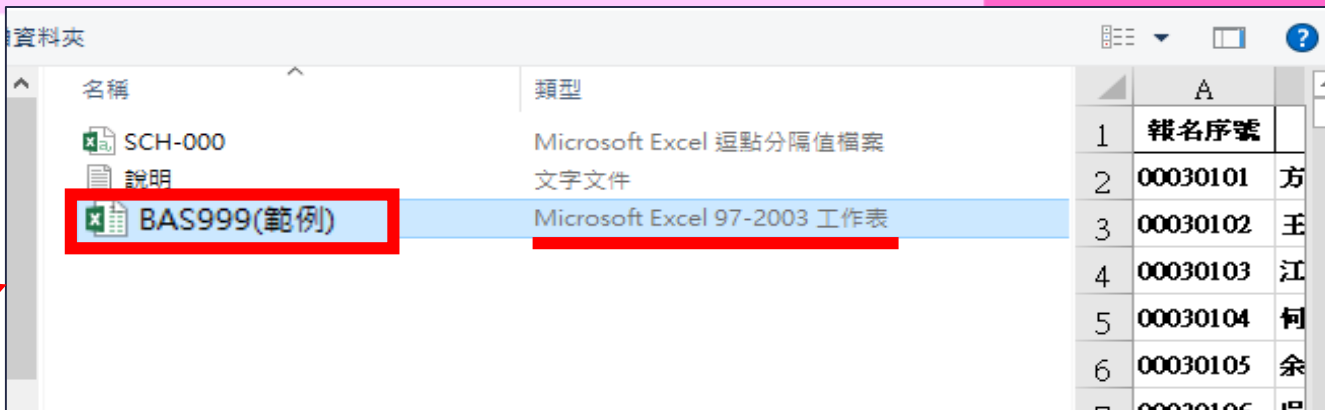 資料夾
名稱 類型
SCH-000 Microsoft Excel 逗點分隔值檔案
說明 文字文件
BAS999(範例) Microsoft Excel 97-2003 工作表
A
1 報名序號
2 00030101 方
3 00030102 王
4 00030103 江
5 00030104 何
6 00030105 余